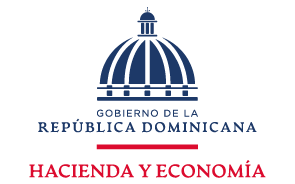 GOBIERNO DE LA
REPÚBLICA DOMINICANA
HACIENDA Y ECONOMÍA